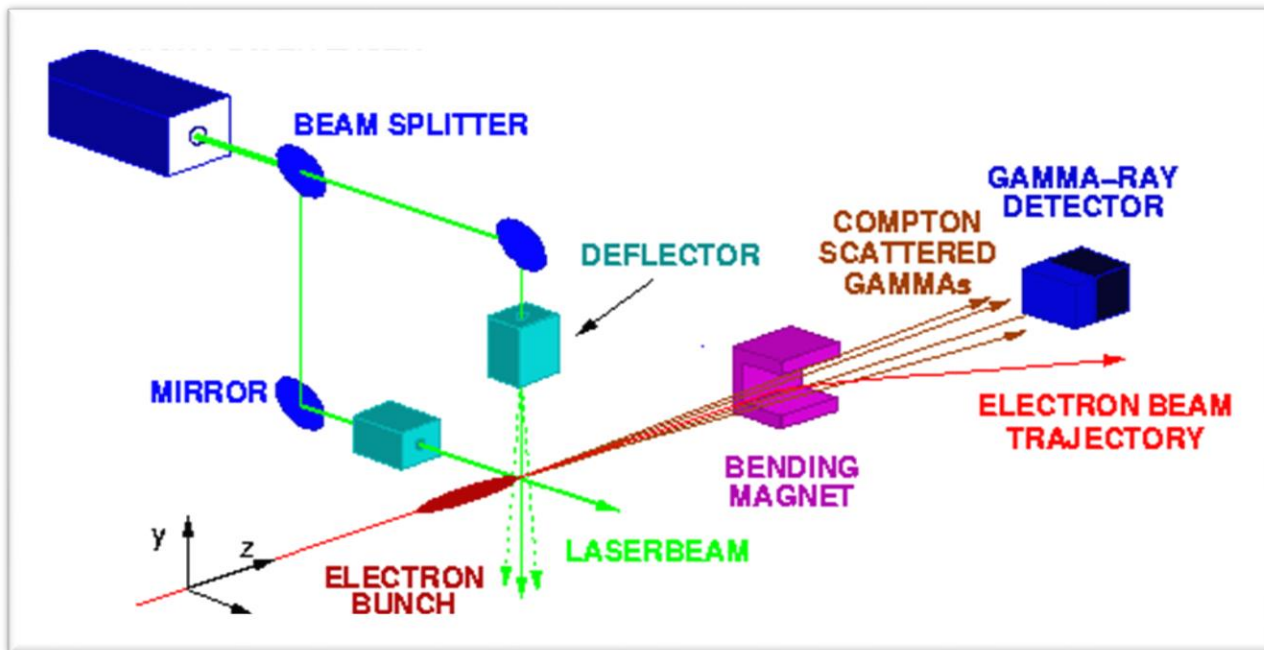 BEAM SPLITTER
GAMMA-RAY
DETECTOR
COMPTON
SCATTERED
GAMMAs
DEFLECTOR
MIRROR
ELECTRON BEAM
TRAJECTORY
BENDING
MAGNET
y
z
LASERBEAM
ELECTRON
BUNCH